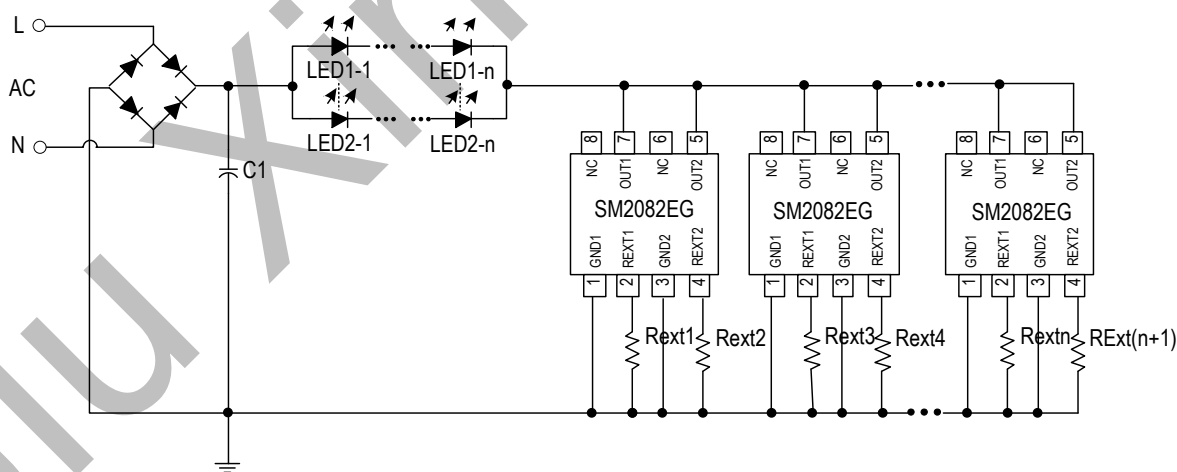 L
AC
N
C1
LED1-1
LED1-n
LED2-1
LED2-n
8
7
6
5
NC
OUT1
NC
OUT2
SM2082EG
GND1
REXT1
GND2
REXT2
1
2
3
4
Rext1
Rext2
8
7
6
5
NC
OUT1
NC
OUT2
SM2082EG
GND1
REXT1
GND2
REXT2
1
2
3
4
Rext3
Rext4
8
7
6
5
NC
OUT1
NC
OUT2
SM2082EG
GND1
REXT1
GND2
REXT2
1
2
3
4
Rextn
RExt(n+1)